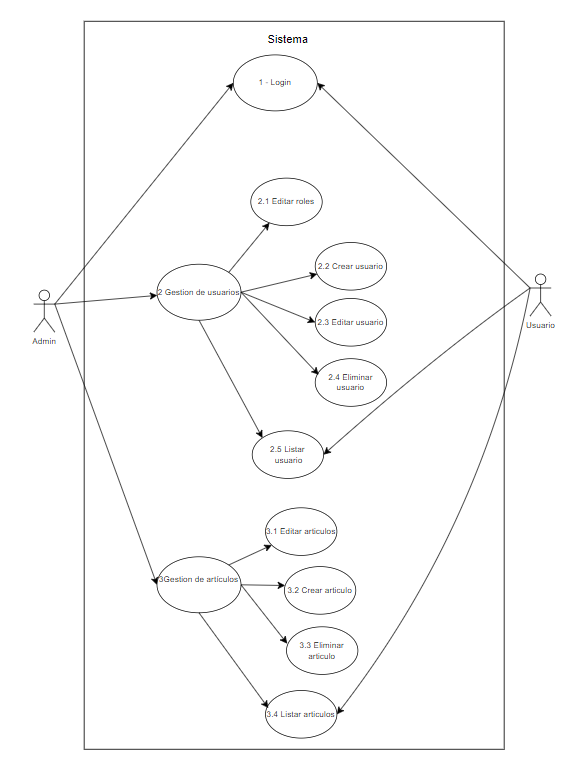 Sistema
1 - Login
2.1 Editar roles
2.2 Crear usuario
2 Gestion de usuarios
2.3 Editar usuario
Admin
Usuario
2.4 Eliminar
usuario
2.5 Listar
usuario
3.1 Editar articulos
3Gestion de artículos
3.2 Crear articulo
3.3 Eliminar
articulo
3.4 Listar articulos